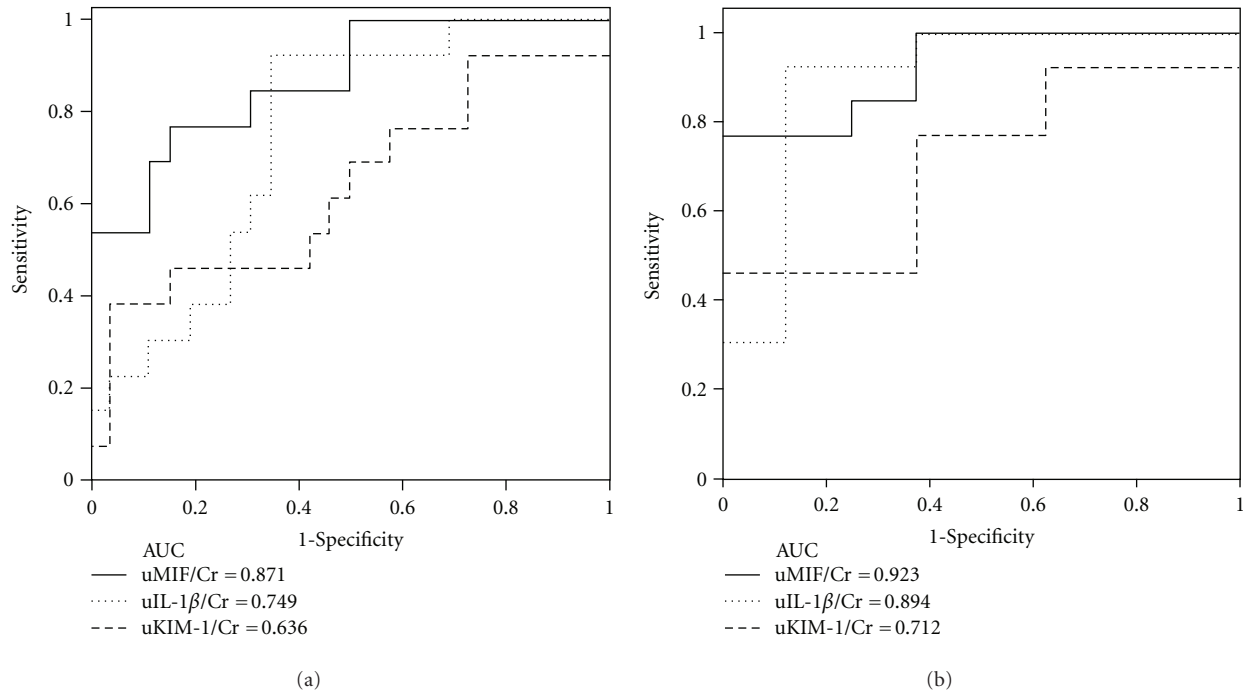 1
0.8
0.6
0.4
0.2
0
Sensitivity
0 0.2 0.4 0.6 0.8 1
1-Specificity
AUC
uMIF/Cr = 0.871
uIL-1β/Cr = 0.749
uKIM-1/Cr = 0.636
(a)
1
0.8
0.6
0.4
0.2
0
Sensitivity
0 0.2 0.4 0.6 0.8 1
1-Specificity
AUC
uMIF/Cr = 0.923
uIL-1β/Cr = 0.894
uKIM-1/Cr = 0.712
(b)